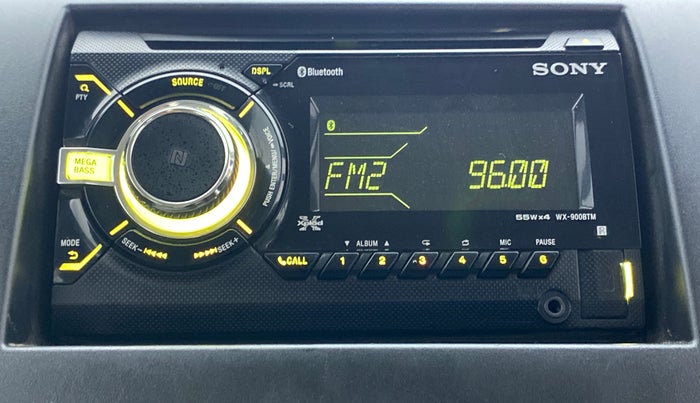 DSPL
Bluetooth
SONY
SOURCE
OFF
SCRL
PTY
MEGA BASS
FM2 96.00
PUSH ENTER/MENU
Xplod
55W x 4 WX-900BTM
MODE
SEEK- SEEK+
▼ ALBUM ▲ MIC PAUSE
CALL 1 2 3 4 5 6